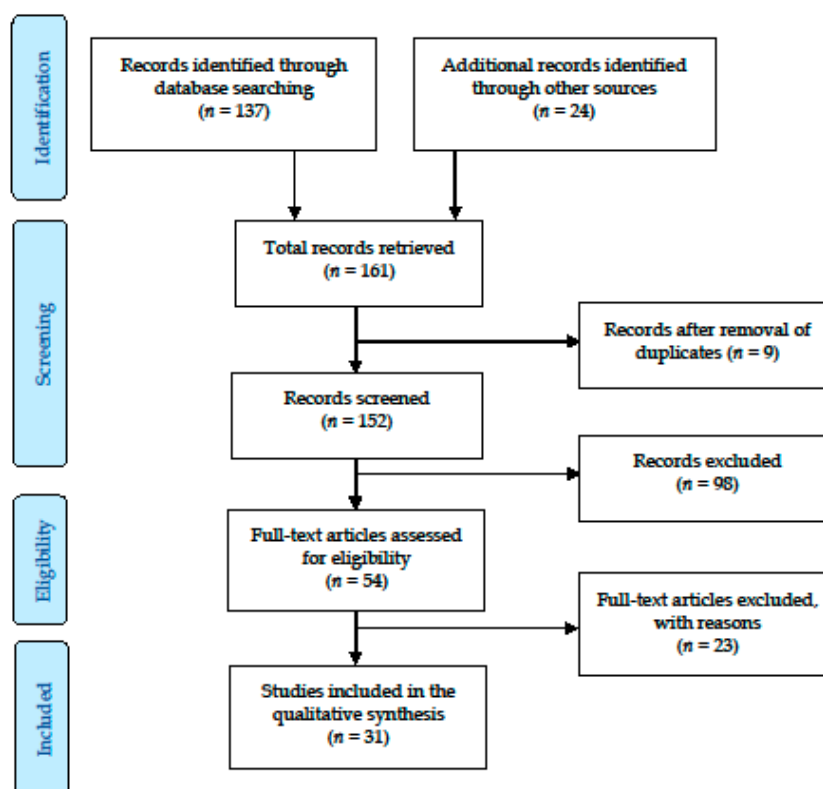 Identification
Records identified through
database searching
(n = 137)
Additional records identified
through other sources
(n = 24)
Screening
Total records retrieved
(n = 161)
Records after removal of
duplicates (n = 9)
Records screened
(n = 152)
Records excluded
(n = 98)
Eligibility
Full-text articles assessed
for eligibility
(n = 54)
Full-text articles excluded,
with reasons
(n = 23)
Included
Studies included in the
qualitative synthesis
(n = 31)